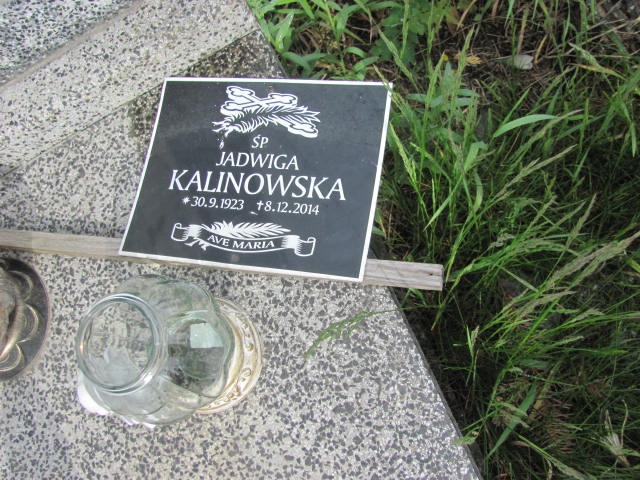 ŚP
JADWIGA
KALINOWSKA
*30.9.1923 †8.12.2014
AVE MARIA